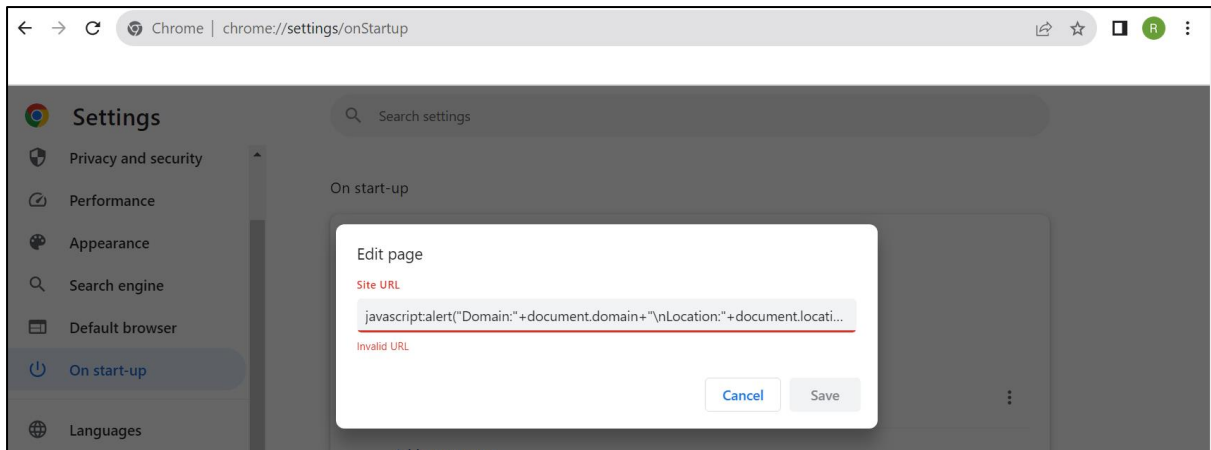 Chrome | chrome://settings/onStartup
R
Settings
Search settings
Privacy and security
Performance
On start-up
Appearance
Edit page
Site URL
Search engine
javascript:alert("Domain:"+document.domain+"\nLocation:"+document.locati...
Default browser
Invalid URL
On start-up
Cancel Save
Languages